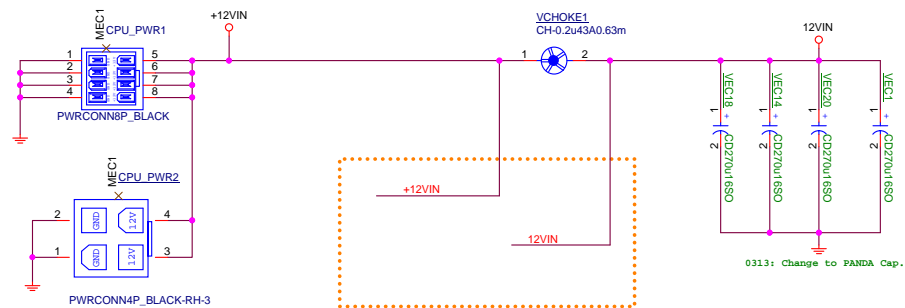 MEC1
CPU_PWR1
1
2
3
4
5
6
7
8
PWRCONN8P_BLACK
+12VIN
VCHOKE1
CH-0.2u43A0.63m
1
2
12VIN
VEC18
1
+
2
CD270u16SO
VEC14
1
+
2
CD270u16SO
VEC20
1
+
2
CD270u16SO
VEC1
1
+
2
CD270u16SO
0313: Change to PANDA Cap.
+12VIN
12VIN
MEC1
CPU_PWR2
2
1
GND
12V
GND
12V
4
3
PWRCONN4P_BLACK-RH-3